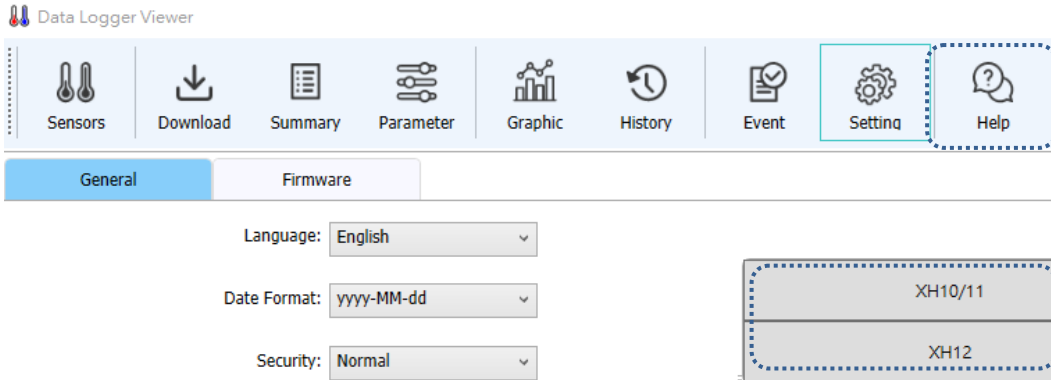 Data Logger Viewer
Sensors Download Summary Parameter Graphic History Event Setting Help
General Firmware
Language: English
Date Format: yyyy-MM-dd
Security: Normal
XH10/11
XH12